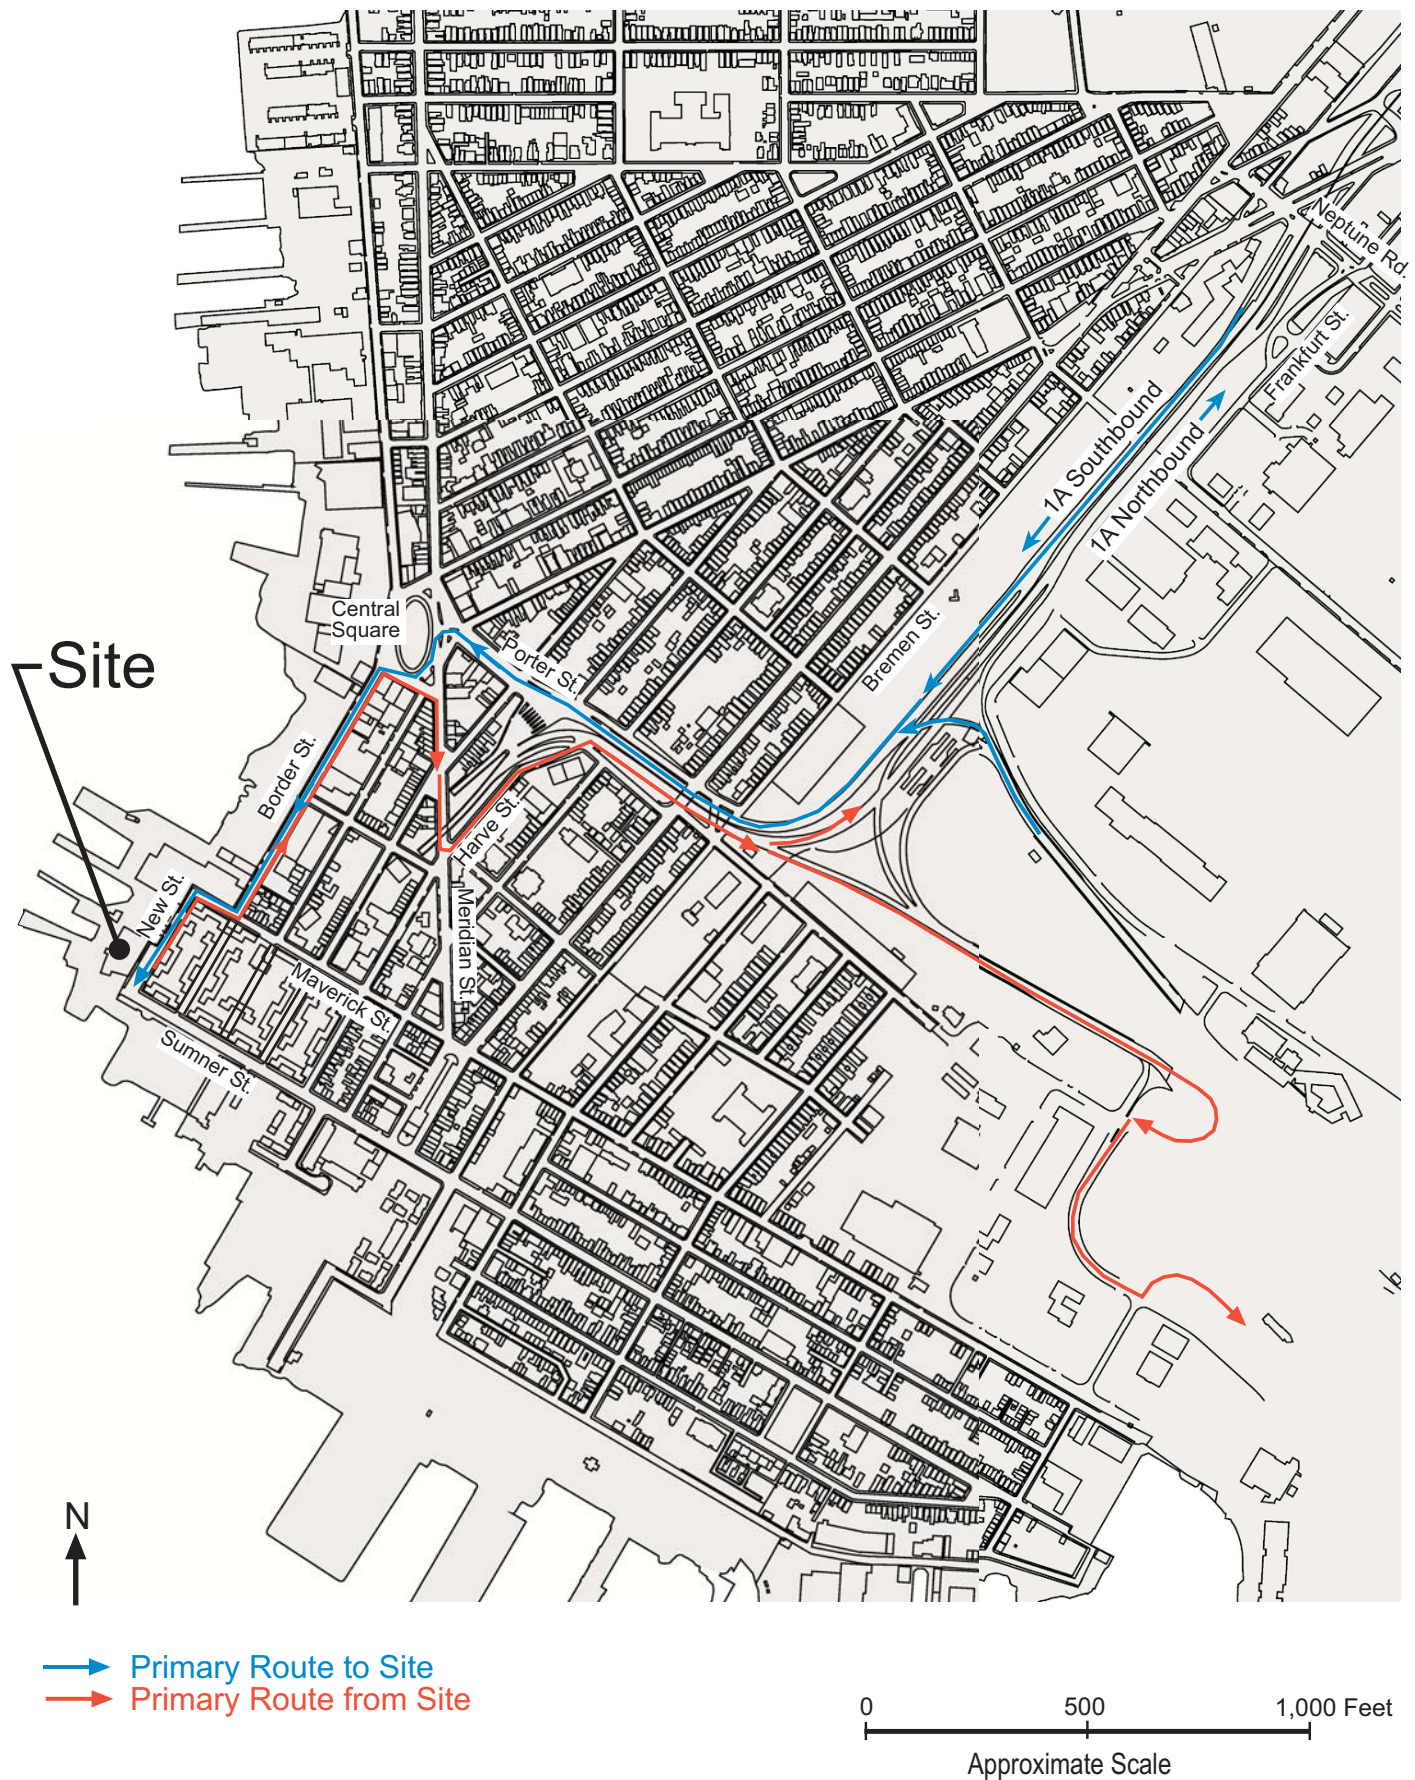 Neptune Rd.
Frankfurt St.
1A Southbound
1A Northbound
Central
Square
Porter St.
Bremen St.
Site
Border St.
Harve St.
New St.
Meridian St.
Maverick St.
Sumner St.
N
Primary Route to Site
Primary Route from Site
0 500 1,000 Feet
Approximate Scale